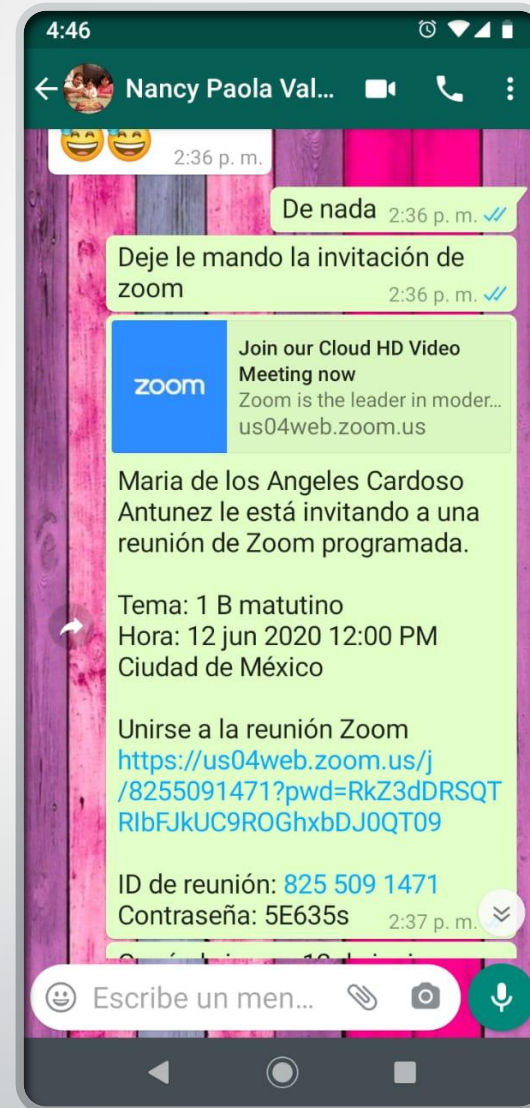 4:46
Nancy Paola Val...
2:36 p. m.
De nada 2:36 p. m.
Deje le mando la invitación de
zoom 2:36 p. m.
zoom
Join our Cloud HD Video
Meeting now
Zoom is the leader in moder...
us04web.zoom.us
Maria de los Angeles Cardoso
Antunez le está invitando a una
reunión de Zoom programada.
Tema: 1 B matutino
Hora: 12 jun 2020 12:00 PM
Ciudad de México
Unirse a la reunión Zoom
https://us04web.zoom.us/j
/8255091471?pwd=RkZ3dDRSQT
RIbFJkUC9ROGhxbDJ0QT09
ID de reunión: 825 509 1471
Contraseña: 5E635s 2:37 p. m.
Escribe un men...